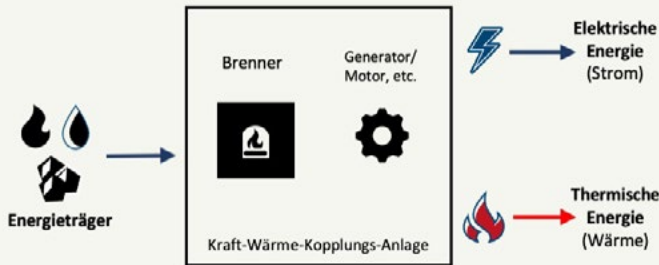 Energieträger
Brenner
Generator/
Motor, etc.
Kraft-Wärme-Kopplungs-Anlage
Elektrische
Energie
(Strom)
Thermische
Energie
(Wärme)